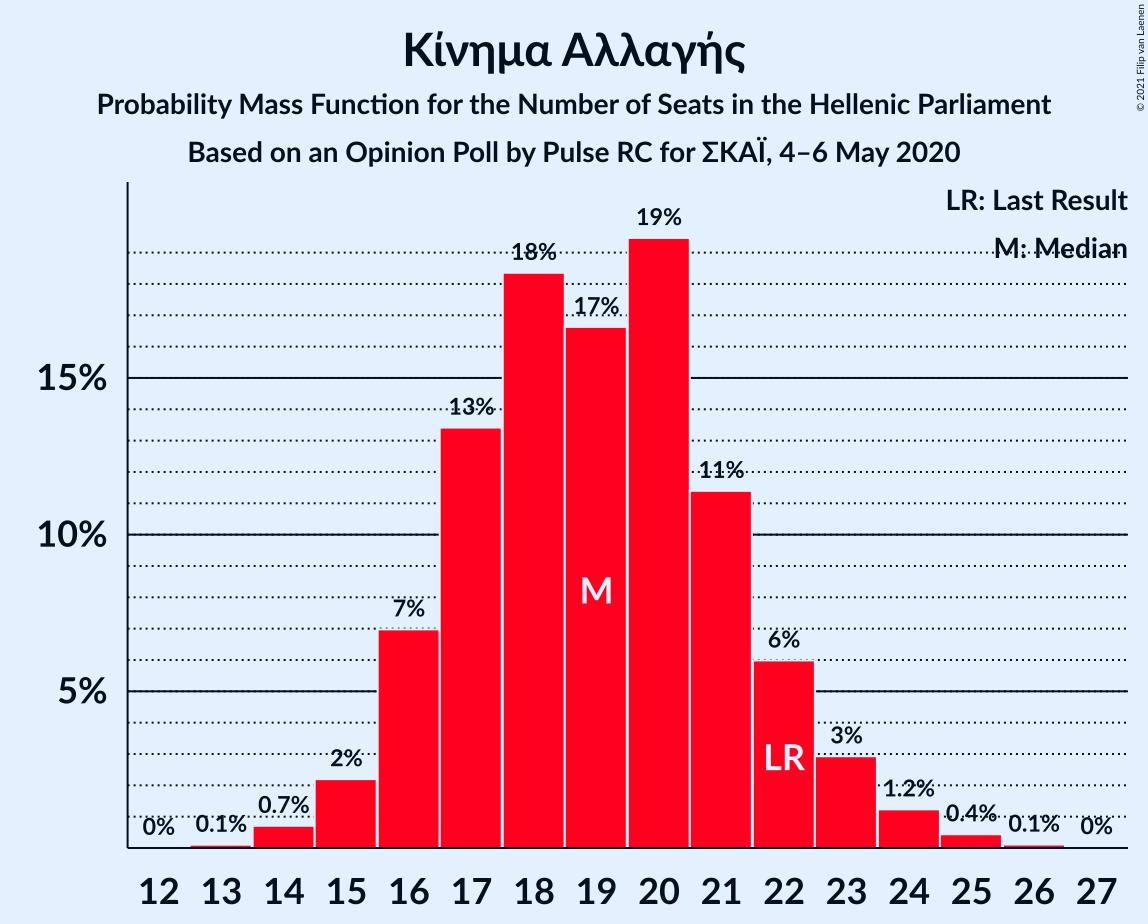 Κίνημα Αλλαγής
Probability Mass Function for the Number of Seats in the Hellenic Parliament
Based on an Opinion Poll by Pulse RC for ΣΚΑΪ, 4–6 May 2020
© 2021 Filip van Laenen
LR: Last Result
M: Median
15%
10%
5%
0%
0.1%
0.7%
2%
7%
13%
18%
17%
19%
11%
6%
3%
1.2%
0.4%
0.1%
0%
M
LR
12 13 14 15 16 17 18 19 20 21 22 23 24 25 26 27